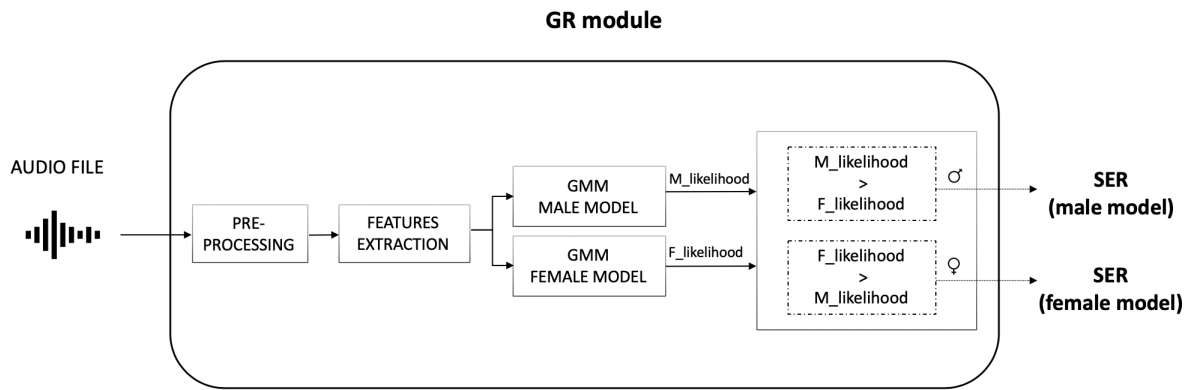 GR module
AUDIO FILE
PRE-
PROCESSING
FEATURES
EXTRACTION
GMM
MALE MODEL
M_likelihood
GMM
FEMALE MODEL
F_likelihood
M_likelihood
>
F_likelihood
♂
F_likelihood
>
M_likelihood
♀
SER
(male model)
SER
(female model)